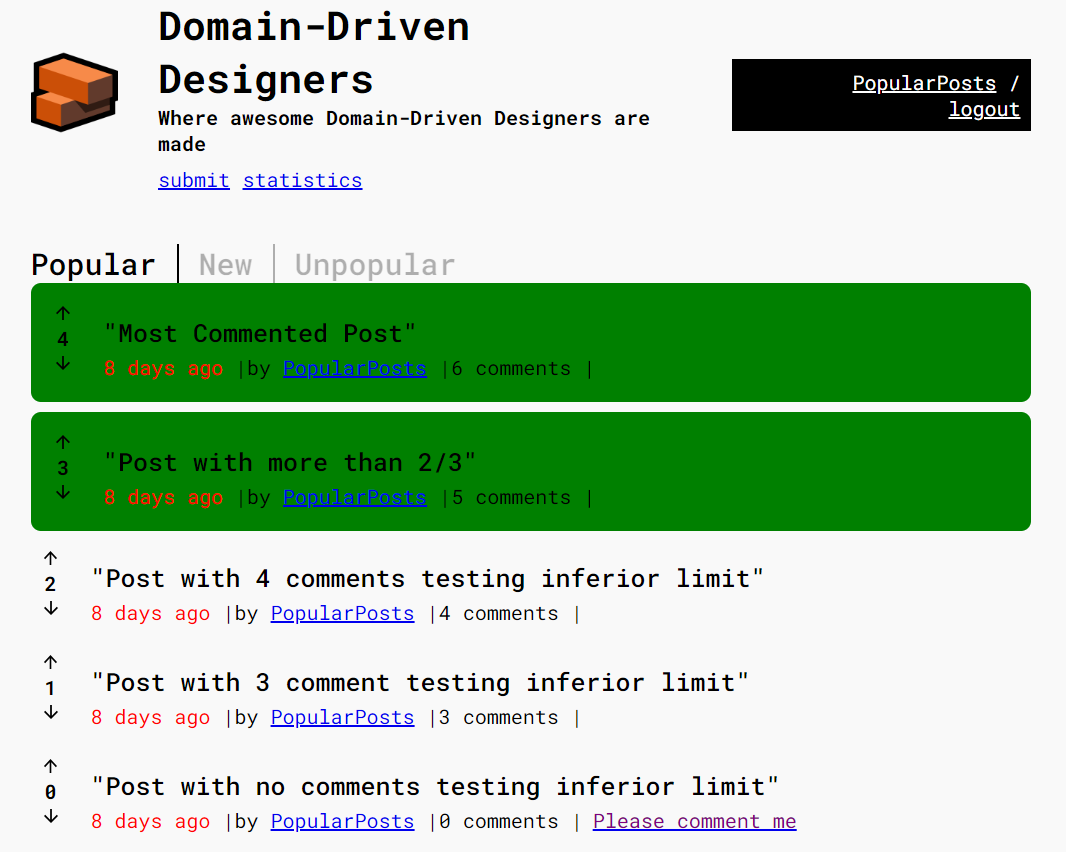 Domain-Driven
Designers
Where awesome Domain-Driven Designers are
made
submit statistics
PopularPosts /
logout
Popular | New | Unpopular
↑
4
↓
"Most Commented Post"
8 days ago |by PopularPosts |6 comments |
↑
3
↓
"Post with more than 2/3"
8 days ago |by PopularPosts |5 comments |
↑
2
↓
"Post with 4 comments testing inferior limit"
8 days ago |by PopularPosts |4 comments |
↑
1
↓
"Post with 3 comment testing inferior limit"
8 days ago |by PopularPosts |3 comments |
↑
0
↓
"Post with no comments testing inferior limit"
8 days ago |by PopularPosts |0 comments | Please comment me